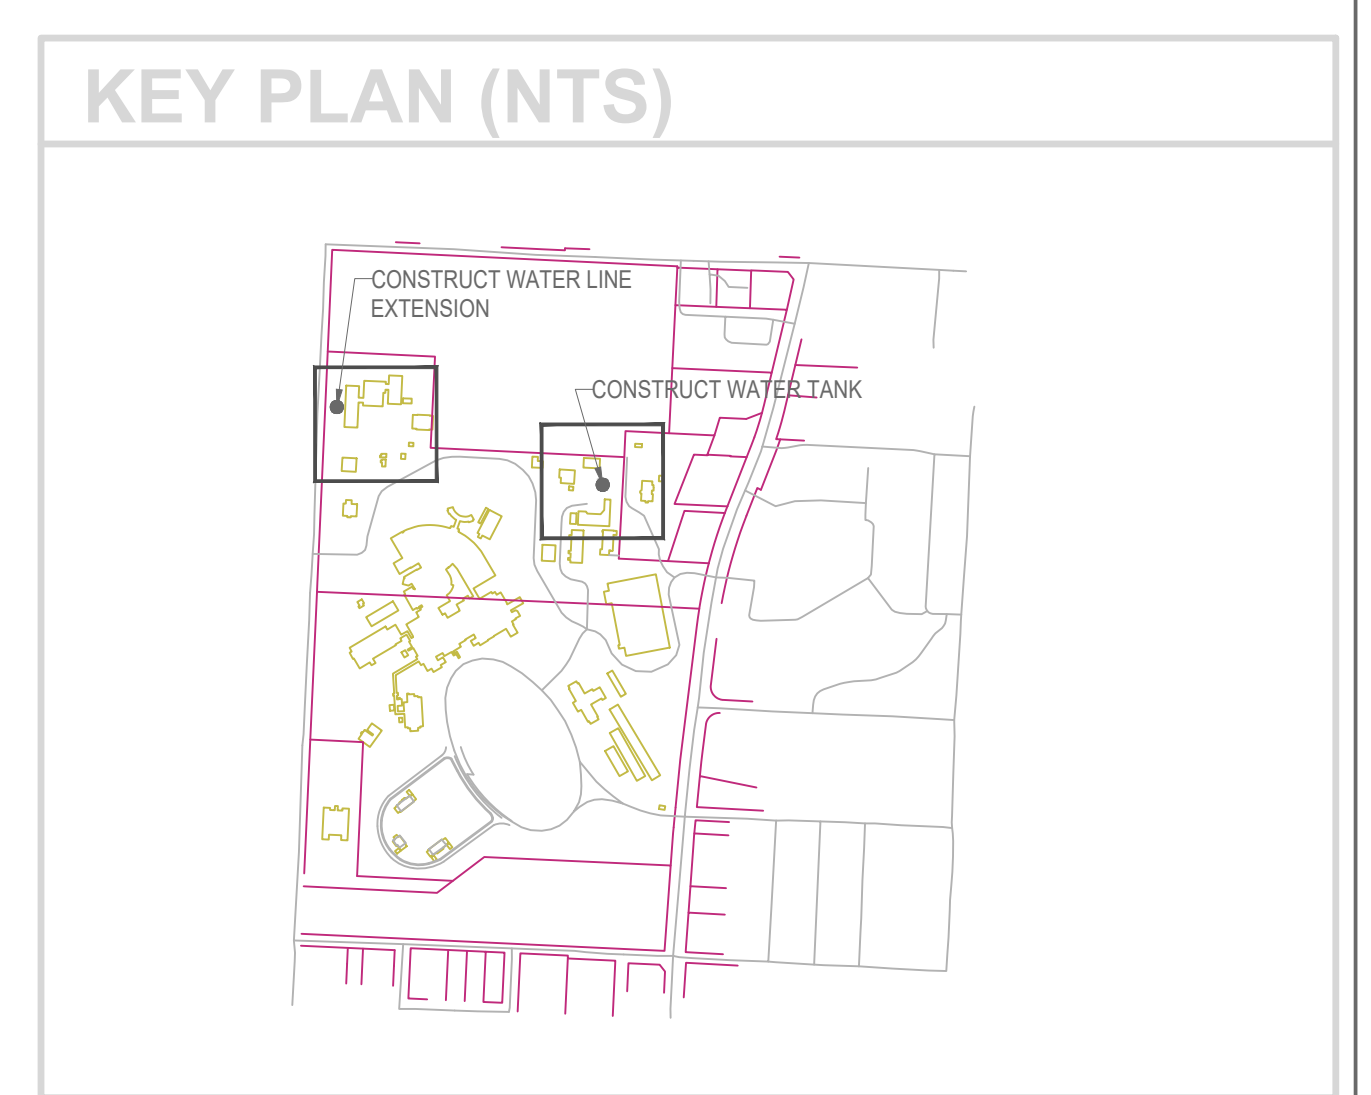 KEY PLAN (NTS)
CONSTRUCT WATER LINE
EXTENSION
CONSTRUCT WATER TANK